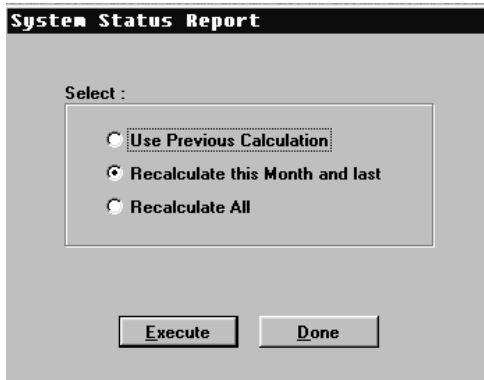 System Status Report
Select :
Use Previous Calculation
Recalculate this Month and last
Recalculate All
Execute
Done